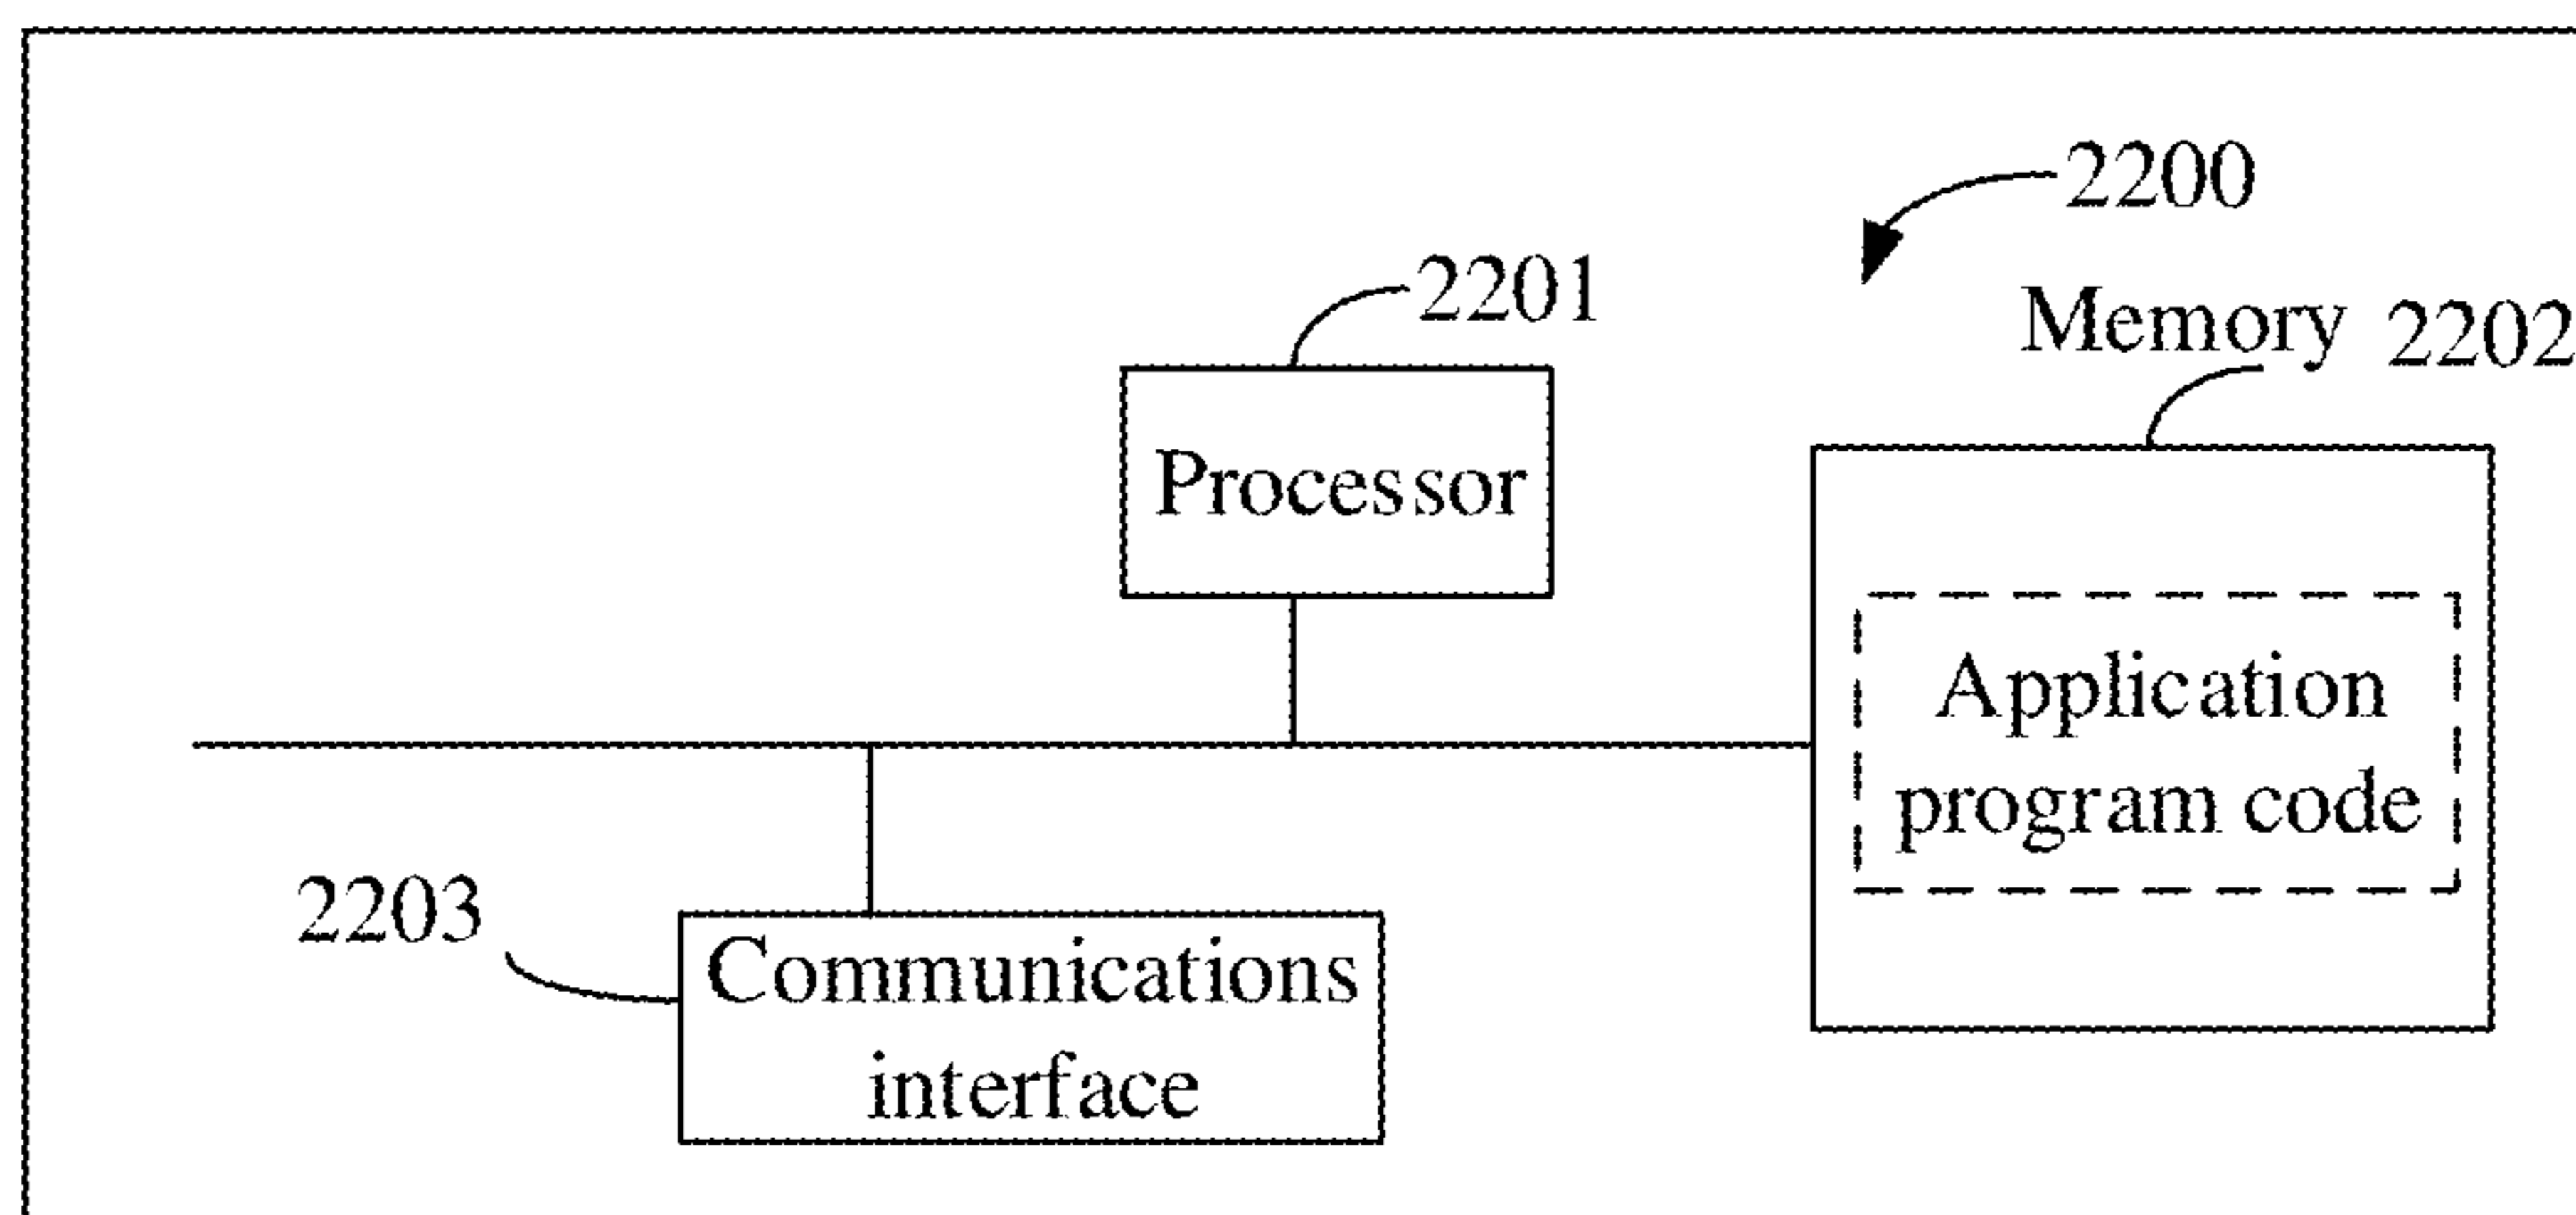 2200
2201
Memory 2202
Processor
Application
program code
2203
Communications
interface